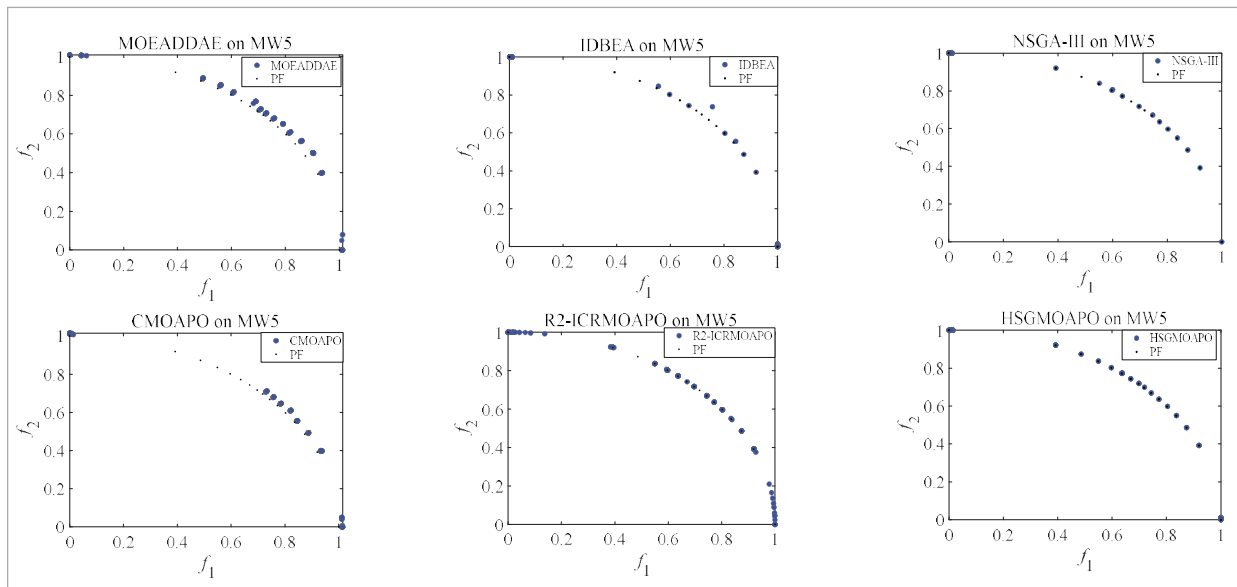 MOEADDAE on MW5
1
0.8
0.6
0.4
0.2
0
f2
MOEADDAE
PF
0 0.2 0.4 0.6 0.8 1
f1
IDBEA on MW5
1
0.8
0.6
0.4
0.2
0
f2
IDBEA
PF
0 0.2 0.4 0.6 0.8 1
f1
NSGA-III on MW5
1
0.8
0.6
0.4
0.2
0
f2
NSGA-III
PF
0 0.2 0.4 0.6 0.8 1
f1
CMOAPO on MW5
1
0.8
0.6
0.4
0.2
0
f2
CMOAPO
PF
0 0.2 0.4 0.6 0.8 1
f1
R2-ICRMOAPO on MW5
1
0.8
0.6
0.4
0.2
0
f2
R2-ICRMOAPO
PF
0 0.2 0.4 0.6 0.8 1
f1
HSGMOAPO on MW5
1
0.8
0.6
0.4
0.2
0
f2
HSGMOAPO
PF
0 0.2 0.4 0.6 0.8 1
f1